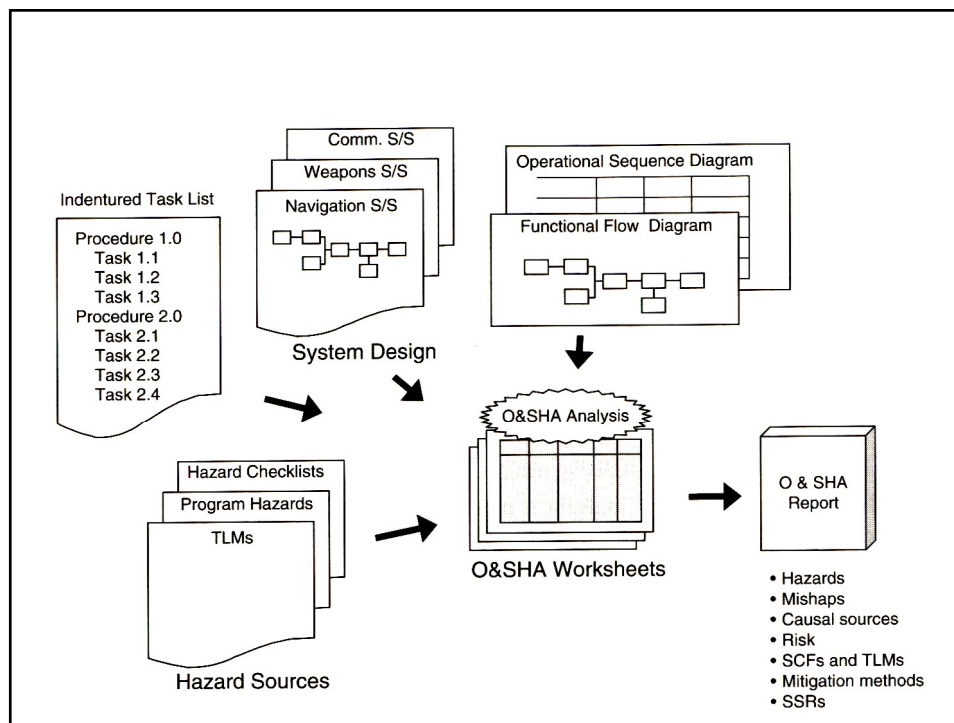 Indentured Task List
Procedure 1.0
Task 1.1
Task 1.2
Task 1.3
Procedure 2.0
Task 2.1
Task 2.2
Task 2.3
Task 2.4
Comm. S/S
Weapons S/S
Navigation S/S
System Design
Operational Sequence Diagram
Functional Flow Diagram
Hazard Checklists
Program Hazards
TLMs
Hazard Sources
O&SHA Analysis
O&SHA Worksheets
O & SHA
Report
• Hazards
• Mishaps
• Causal sources
• Risk
• SCFs and TLMs
• Mitigation methods
• SSRs